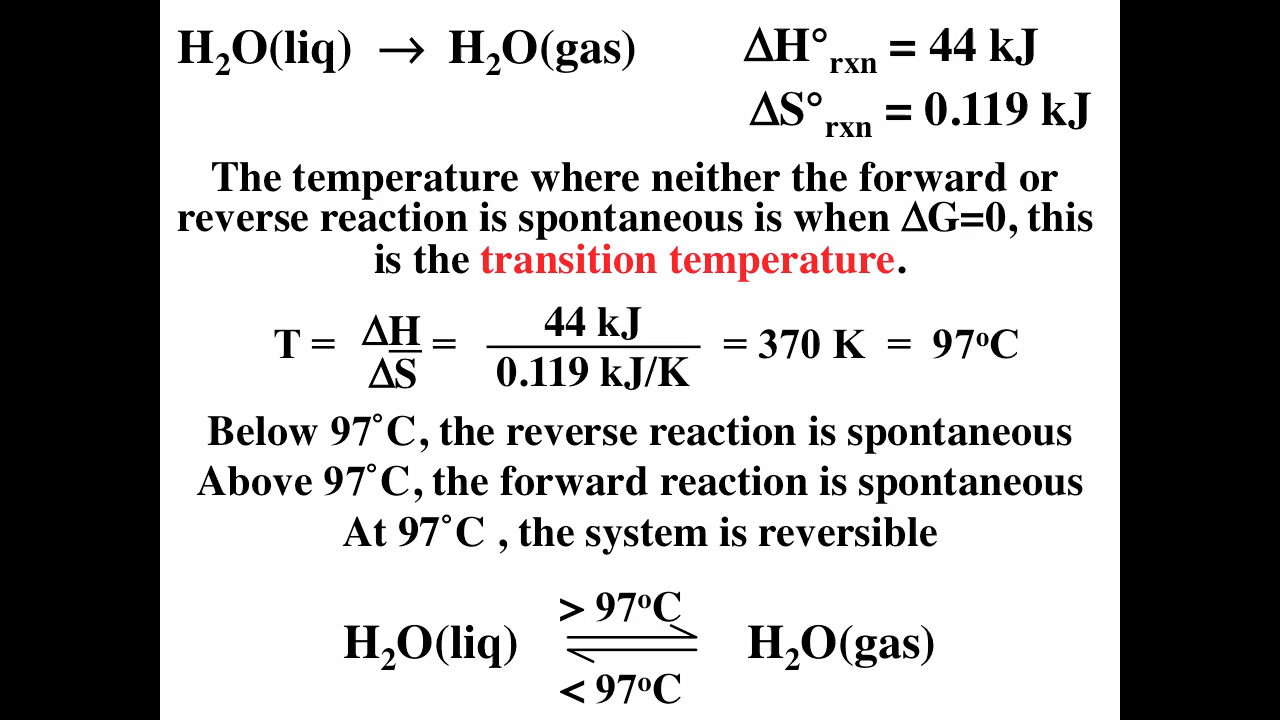 H₂O(liq) → H₂O(gas) ΔH°rxn = 44 kJ
ΔS°rxn = 0.119 kJ
The temperature where neither the forward or
reverse reaction is spontaneous is when ΔG=0, this
is the transition temperature.
T = ΔH/ΔS = 44 kJ / 0.119 kJ/K = 370 K = 97°C
Below 97˚C, the reverse reaction is spontaneous
Above 97˚C, the forward reaction is spontaneous
At 97˚C , the system is reversible
> 97°C
H₂O(liq) ⇌ H₂O(gas)
< 97°C